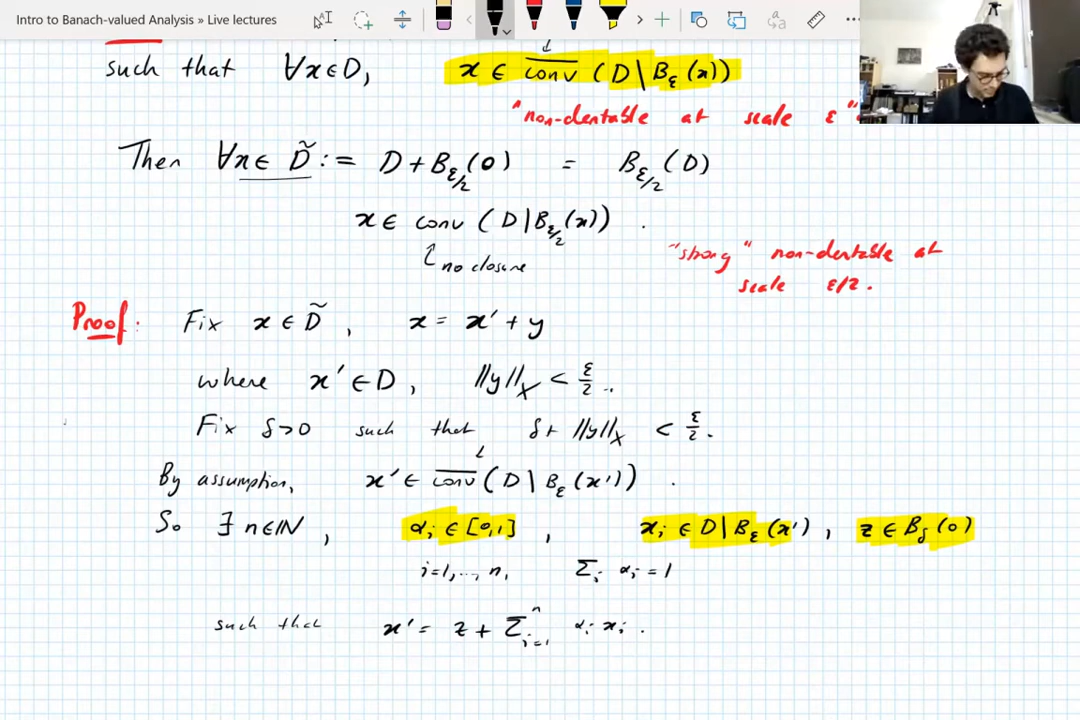 Intro to Banach-valued Analysis » Live lectures
such that ∀x∈D, x ∈ \overline{conv} (D \ B_ε(x))
"non-dentable at scale ε"
Then ∀x∈ D̃ := D + B_{ε/2}(0) = B_{ε/2}(D)
x ∈ conv (D \ B_{ε/2}(x)) .
no closure
"strong" non-dentable at
scale ε/2.
Proof: Fix x ∈ D̃, x = x' + y
where x' ∈ D, ||y||_X < ε/2 ..
Fix δ>0 such that δ + ||y||_X < ε/2.
By assumption, x' ∈ \overline{conv} (D \ B_ε(x')) .
So ∃ n∈ℕ, α_i ∈ [0,1] , x_i ∈ D \ B_ε(x') , z ∈ B_δ(0)
i=1,..., n, Σ_i α_i = 1
such that x' = z + Σ_{i=1}^n α_i x_i .